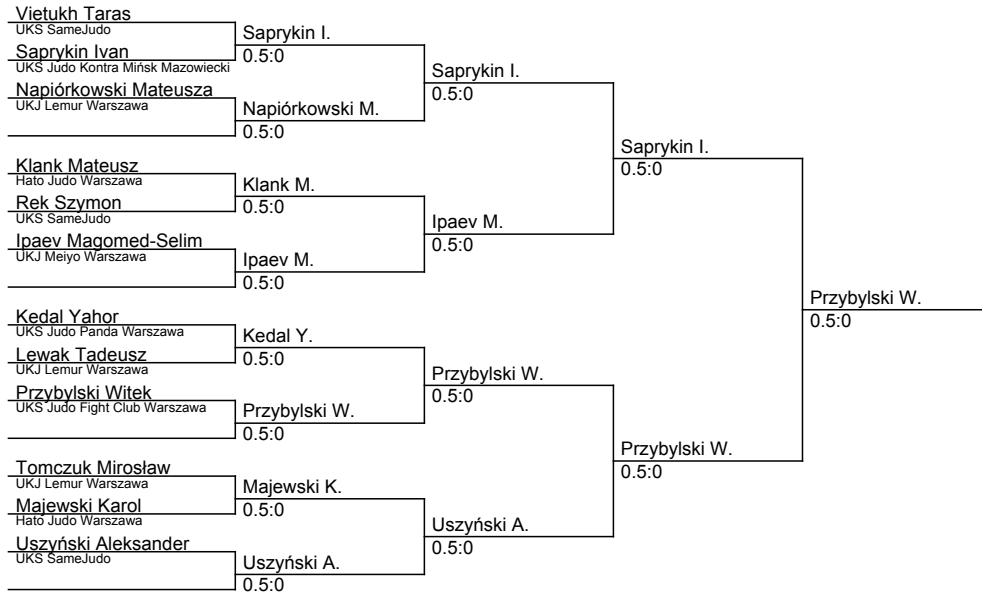 Vietukh Taras
UKS SameJudo
Saprykin Ivan
UKS Judo Kontra Mińsk Mazowiecki
Napiórkowski Mateusza
UKJ Lemur Warszawa
Klank Mateusz
Hato Judo Warszawa
Rek Szymon
UKS SameJudo
Ipaev Magomed-Selim
UKJ Meiyo Warszawa
Kedal Yahor
UKS Judo Panda Warszawa
Lewak Tadeusz
UKJ Lemur Warszawa
Przybylski Witek
UKS Judo Fight Club Warszawa
Tomczuk Mirosław
UKJ Lemur Warszawa
Majewski Karol
Hato Judo Warszawa
Uszyński Aleksander
UKS SameJudo
Saprykin I.
0.5:0
Napiórkowski M.
0.5:0
Klank M.
0.5:0
Ipaev M.
0.5:0
Kedal Y.
0.5:0
Przybylski W.
0.5:0
Majewski K.
0.5:0
Uszyński A.
0.5:0
Saprykin I.
0.5:0
Ipaev M.
0.5:0
Przybylski W.
0.5:0
Uszyński A.
0.5:0
Saprykin I.
0.5:0
Przybylski W.
0.5:0
Przybylski W.
0.5:0